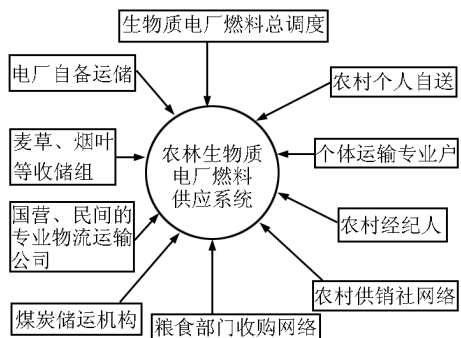 生物质电厂燃料总调度
电厂自备运储
农村个人自送
麦草、烟叶
等收储组
农林生物质
电厂燃料
供应系统
个体运输专业户
国营、民间的
专业物流运输
公司
农村经纪人
农村供销社网络
煤炭储运机构
粮食部门收购网络